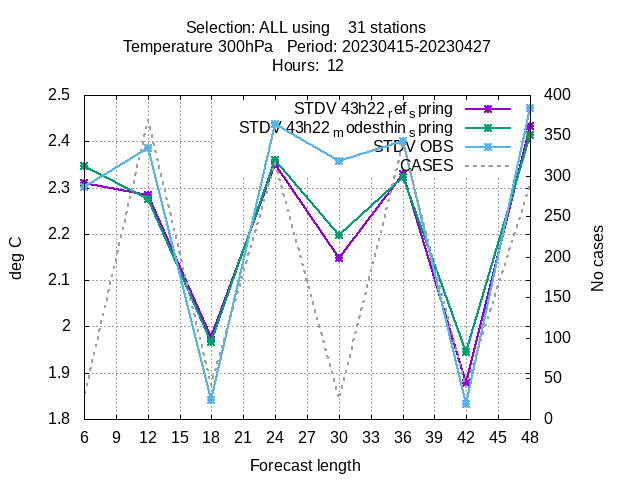 Selection: ALL using 31 stations
Temperature 300hPa Period: 20230415-20230427
Hours: 12
STDV 43h22_ref_spring
STDV 43h22_modesthin_spring
STDV OBS
CASES
2.5
2.4
2.3
2.2
2.1
2
1.9
1.8
400
350
300
250
200
150
100
50
0
deg C
No cases
6 9 12 15 18 21 24 27 30 33 36 39 42 45 48
Forecast length